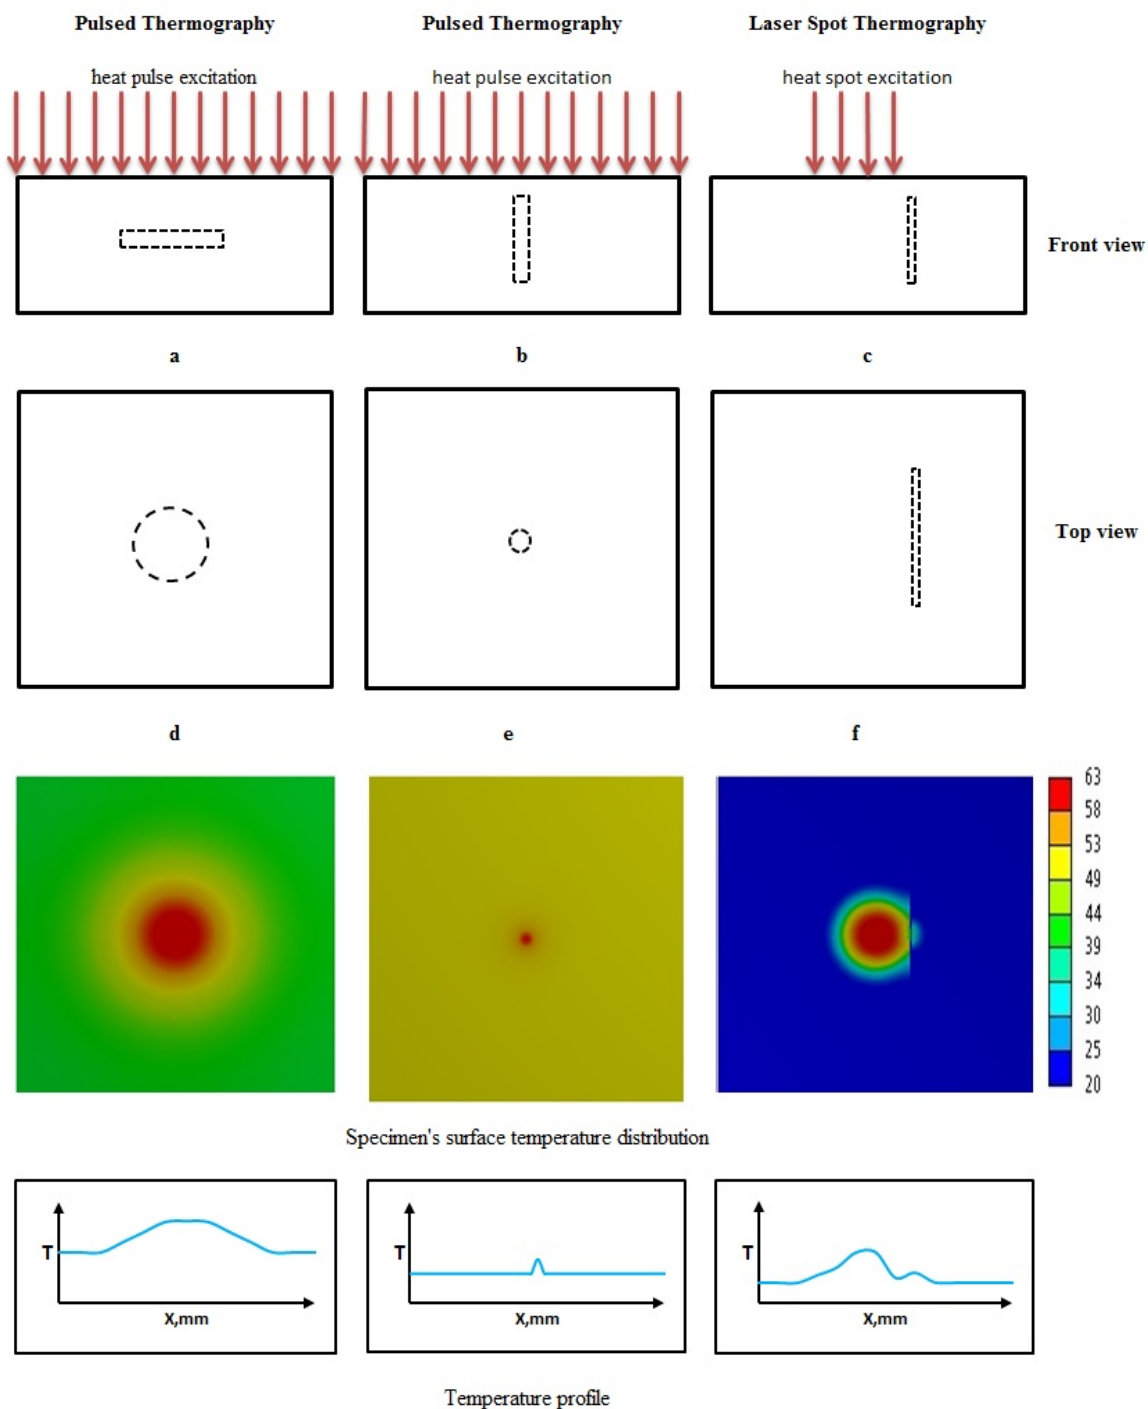 Pulsed Thermography Pulsed Thermography Laser Spot Thermography
heat pulse excitation heat pulse excitation heat spot excitation
Front view
a b c
Top view
d e f
63
58
53
49
44
39
34
30
25
20
Specimen's surface temperature distribution
T T T
X,mm X,mm X,mm
Temperature profile